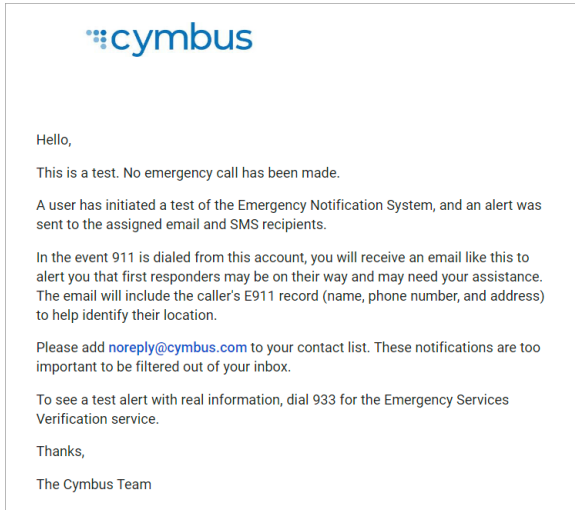 cymbus
Hello,
This is a test. No emergency call has been made.
A user has initiated a test of the Emergency Notification System, and an alert was
sent to the assigned email and SMS recipients.
In the event 911 is dialed from this account, you will receive an email like this to
alert you that first responders may be on their way and may need your assistance.
The email will include the caller's E911 record (name, phone number, and address)
to help identify their location.
Please add noreply@cymbus.com to your contact list. These notifications are too
important to be filtered out of your inbox.
To see a test alert with real information, dial 933 for the Emergency Services
Verification service.
Thanks,
The Cymbus Team